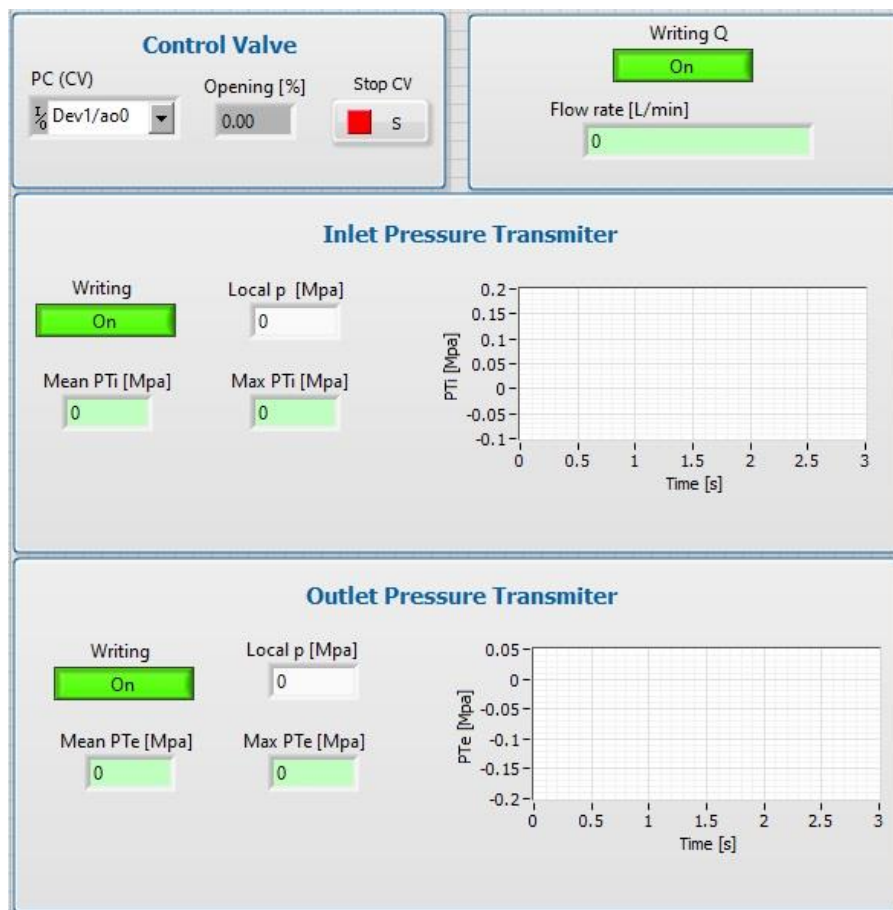 Control Valve
PC (CV)
Opening [%]
Stop CV
I/O Dev1/ao0
0.00
S
Writing Q
On
Flow rate [L/min]
0
Inlet Pressure Transmiter
Writing
On
Local p [Mpa]
0
Mean PTi [Mpa]
0
Max PTi [Mpa]
0
PTi [Mpa]
0.2
0.15
0.1
0.05
0
-0.05
-0.1
0 0.5 1 1.5 2 2.5 3
Time [s]
Outlet Pressure Transmiter
Writing
On
Local p [Mpa]
0
Mean PTe [Mpa]
0
Max PTe [Mpa]
0
PTe [Mpa]
0.05
0
-0.05
-0.1
-0.15
-0.2
0 0.5 1 1.5 2 2.5 3
Time [s]